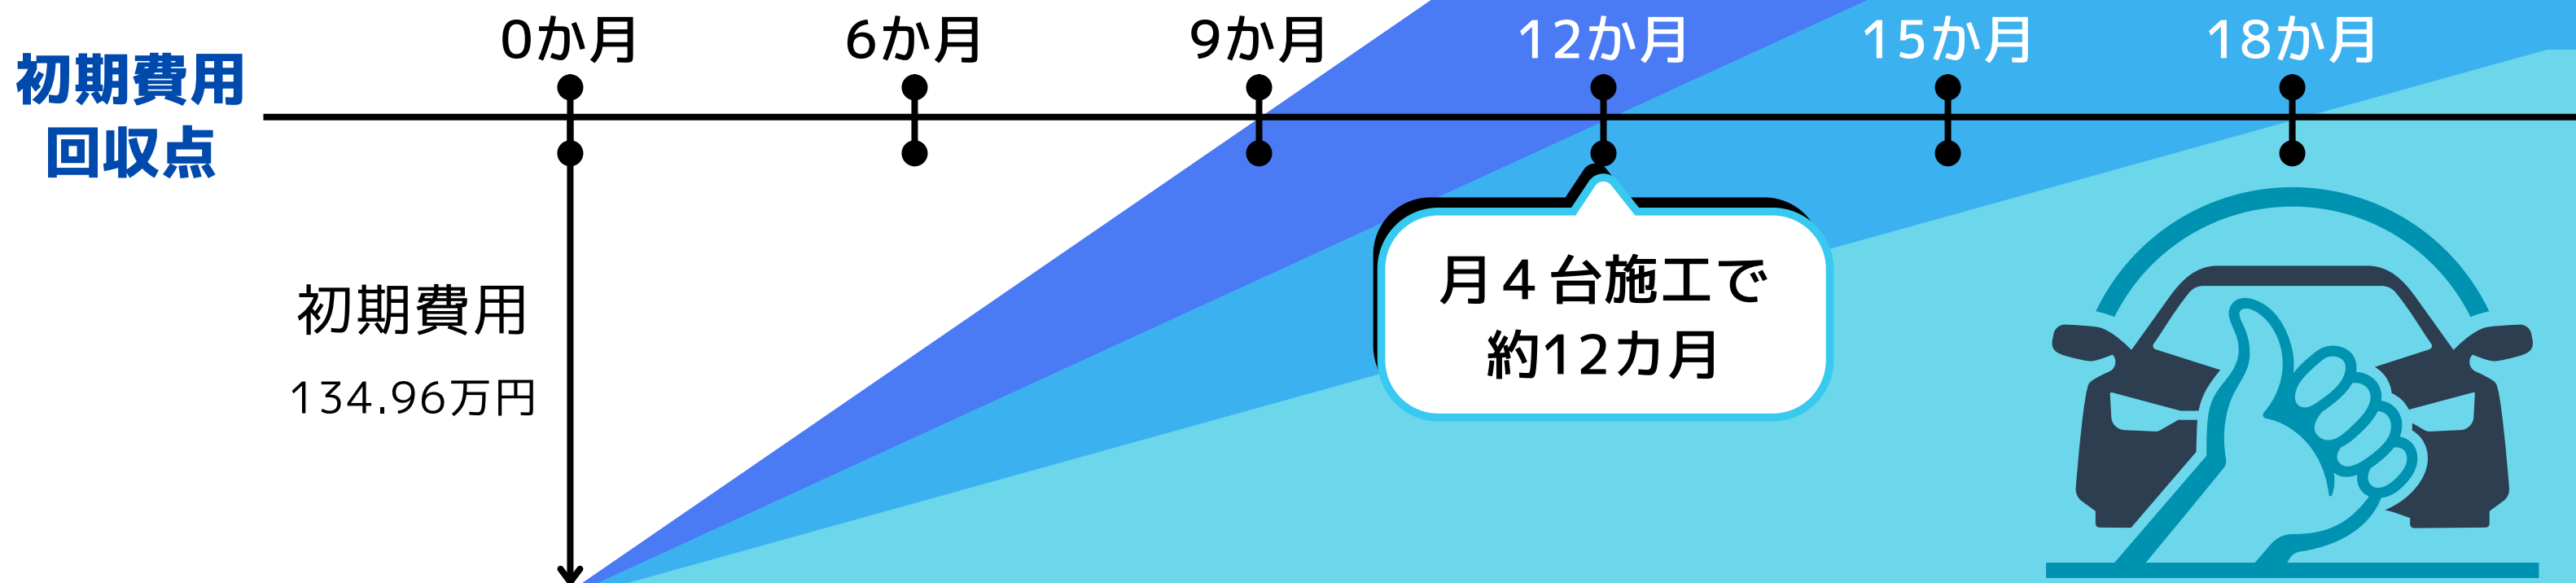 0か月
6か月
9か月
12か月
15か月
18か月
初期費用
回収点
初期費用
134.96万円
月4台施工で
約12カ月